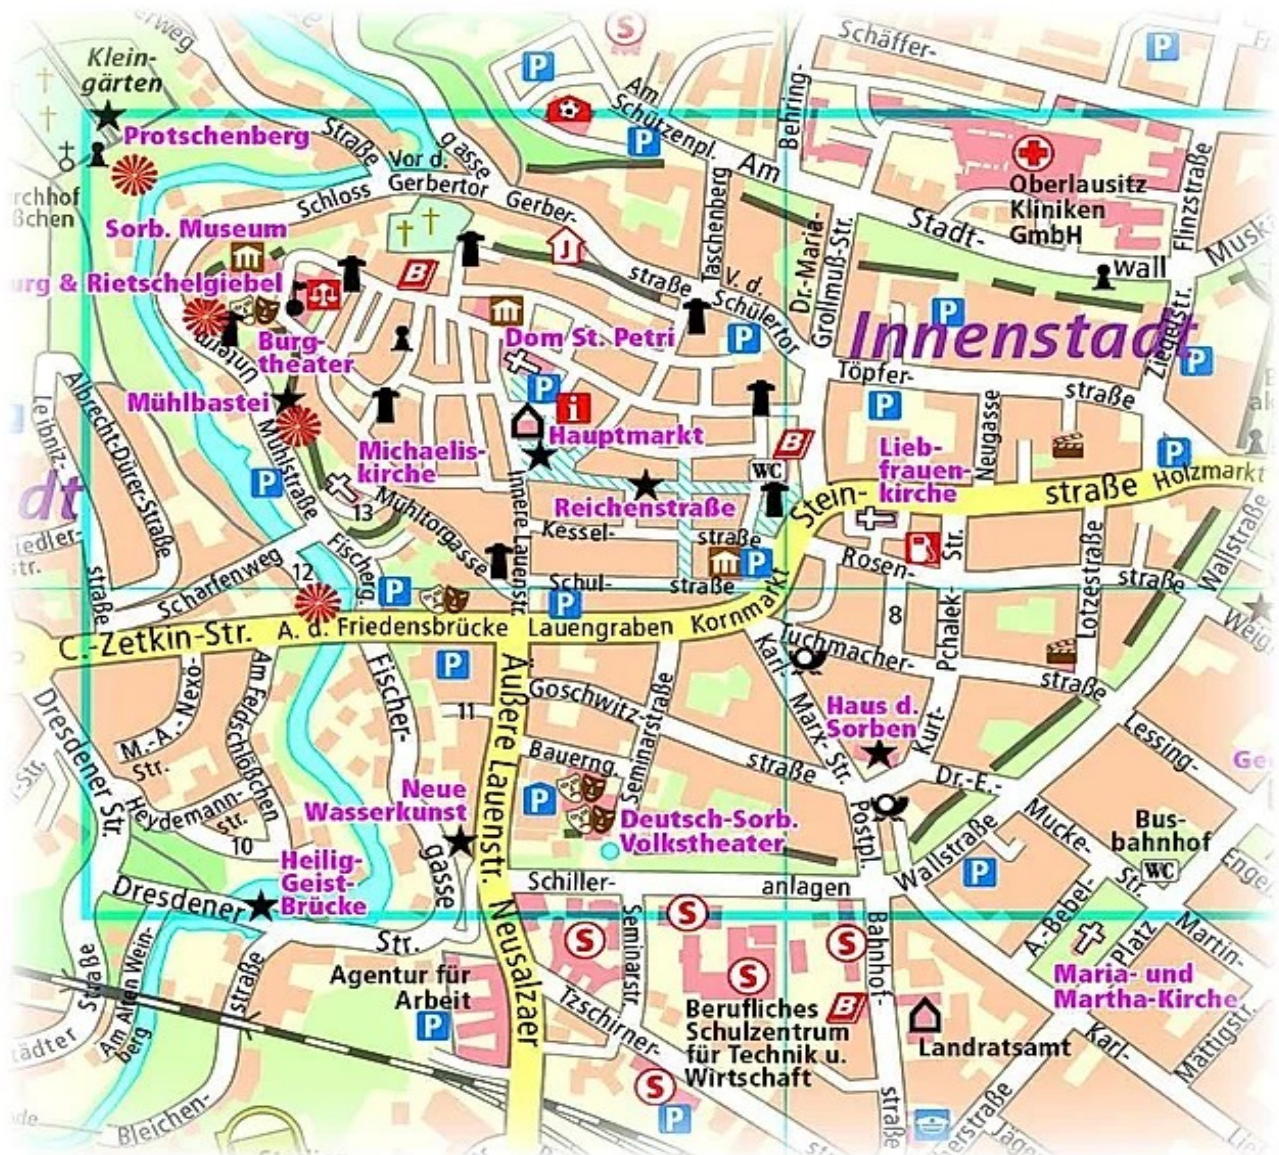 Klein-
gärten
Protschenberg
Straße
Vor d.
Gerbertor
gasse
Schloss
Gerber-
straße
Am
Schützenpl.
Am
Stadt-
wall
Schäffer-
Behring-
Oberlausitz
Kliniken
GmbH
Flinzstraße
Taschenberg
Dr.-Maria-
Grollmuß-Str.
V. d.
Schülertor
Innenstadt
Ziegelstr.
Sorb. Museum
urg & Rietschelgiebel
Burg-
theater
Dom St. Petri
Mühlbastei
Unterm
Mühlstraße
Michaelis-
kirche
Hauptmarkt
Reichenstraße
WC
Lieb-
frauen-
kirche
Töpfer-
straße
Neugasse
Stein-
straße
Holzmarkt
Leibniz-
straße
Albrecht-Dürer-Straße
dt
13
Mühltorgasse
Innere Lauenstr.
Kessel-
straße
Schul-
straße
Rosen-
straße
Wallstraße
Lotzestraße
Scharfenweg
12
Fischerg.
C.-Zetkin-Str.
A. d. Friedensbrücke
Lauengraben
Kornmarkt
8
Kurt-
Pchalek-
Str.
Tuchmacher-
straße
Karl-
Marx-
Str.
Haus d.
Sorben
Dr.-E.-
Mucke-
Str.
Lessing-
Dresdener Str.
M.-A.-Nexö-
Str.
Am Feldschlößchen
Heydemann-
str.
10
Fischer-
gasse
11
Äußere Lauenstr.
Goschwitz-
straße
Bauerng.
Seminarstraße
Neue
Wasserkunst
Deutsch-Sorb.
Volkstheater
Postpl.
Wallstraße
Bus-
bahnhof
WC
Heilig-
Geist-
Brücke
Dresdener
Str.
Schiller-
anlagen
A.-Bebel-
Platz
Martin-
Maria- und
Martha-Kirche
Neusalzaer
Seminarstr.
Bahnhof-
straße
Agentur für
Arbeit
Tzschirner-
Berufliches
Schulzentrum
für Technik u.
Wirtschaft
Landratsamt
Karl-
Mättigstr.
Am Alten Wein-
berg
straße
Bleichen-